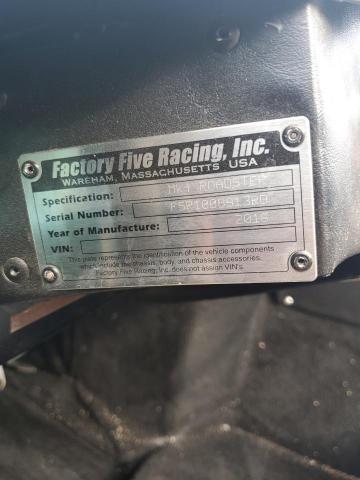 Factory Five Racing, Inc.
WAREHAM, MASSACHUSETTS USA
Specification: MK4 ROADSTER
Serial Number:
Year of Manufacture: 2016
VIN:
This plate represents the identification of the vehicle components
which include the chassis, body, and chassis accessories.
Factory Five Racing, Inc. does not assign VIN's.